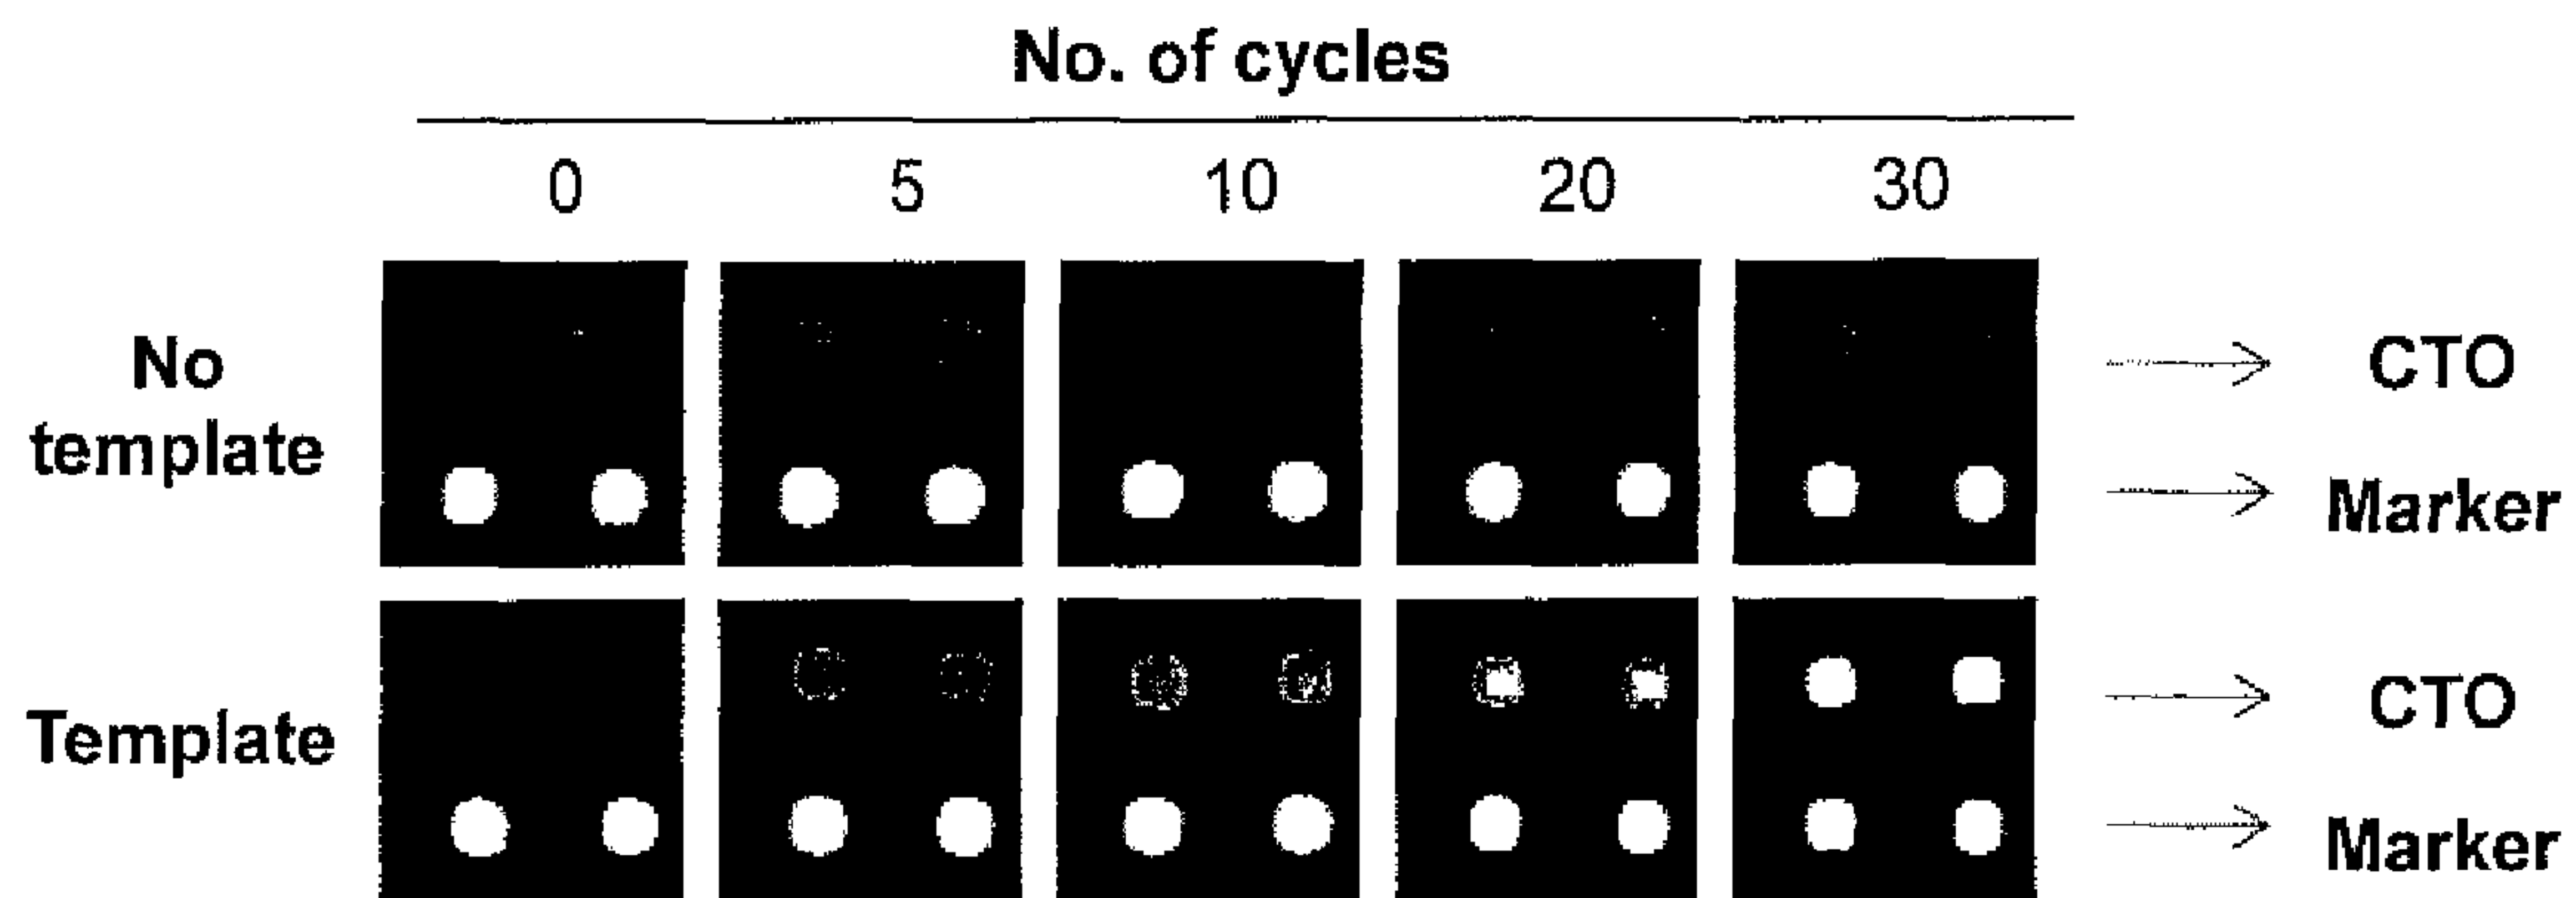 No. of cycles
0 5 10 20 30
No
template
CTO
Marker
Template
CTO
Marker